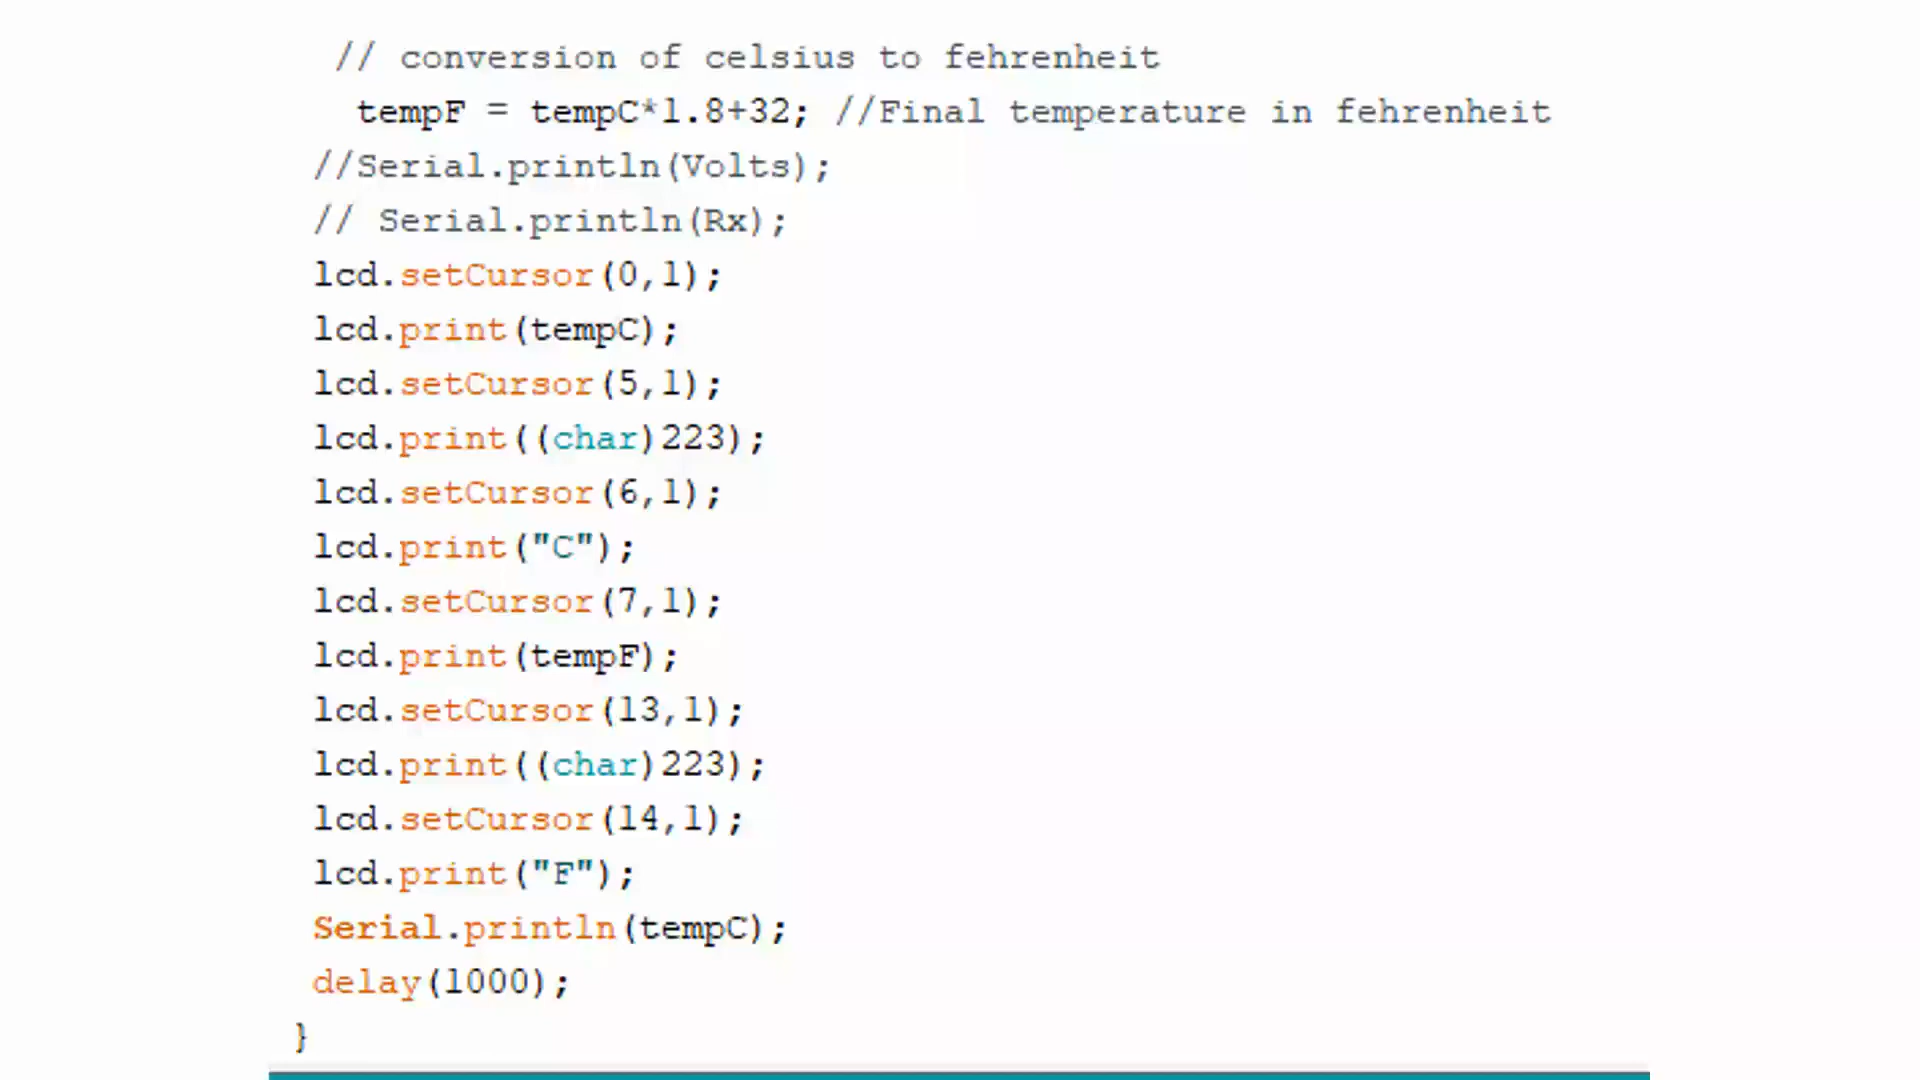 // conversion of celsius to fehrenheit
tempF = tempC*1.8+32; //Final temperature in fehrenheit
//Serial.println(Volts);
// Serial.println(Rx);
lcd.setCursor(0,1);
lcd.print(tempC);
lcd.setCursor(5,1);
lcd.print((char)223);
lcd.setCursor(6,1);
lcd.print("C");
lcd.setCursor(7,1);
lcd.print(tempF);
lcd.setCursor(13,1);
lcd.print((char)223);
lcd.setCursor(14,1);
lcd.print("F");
Serial.println(tempC);
delay(1000);
}